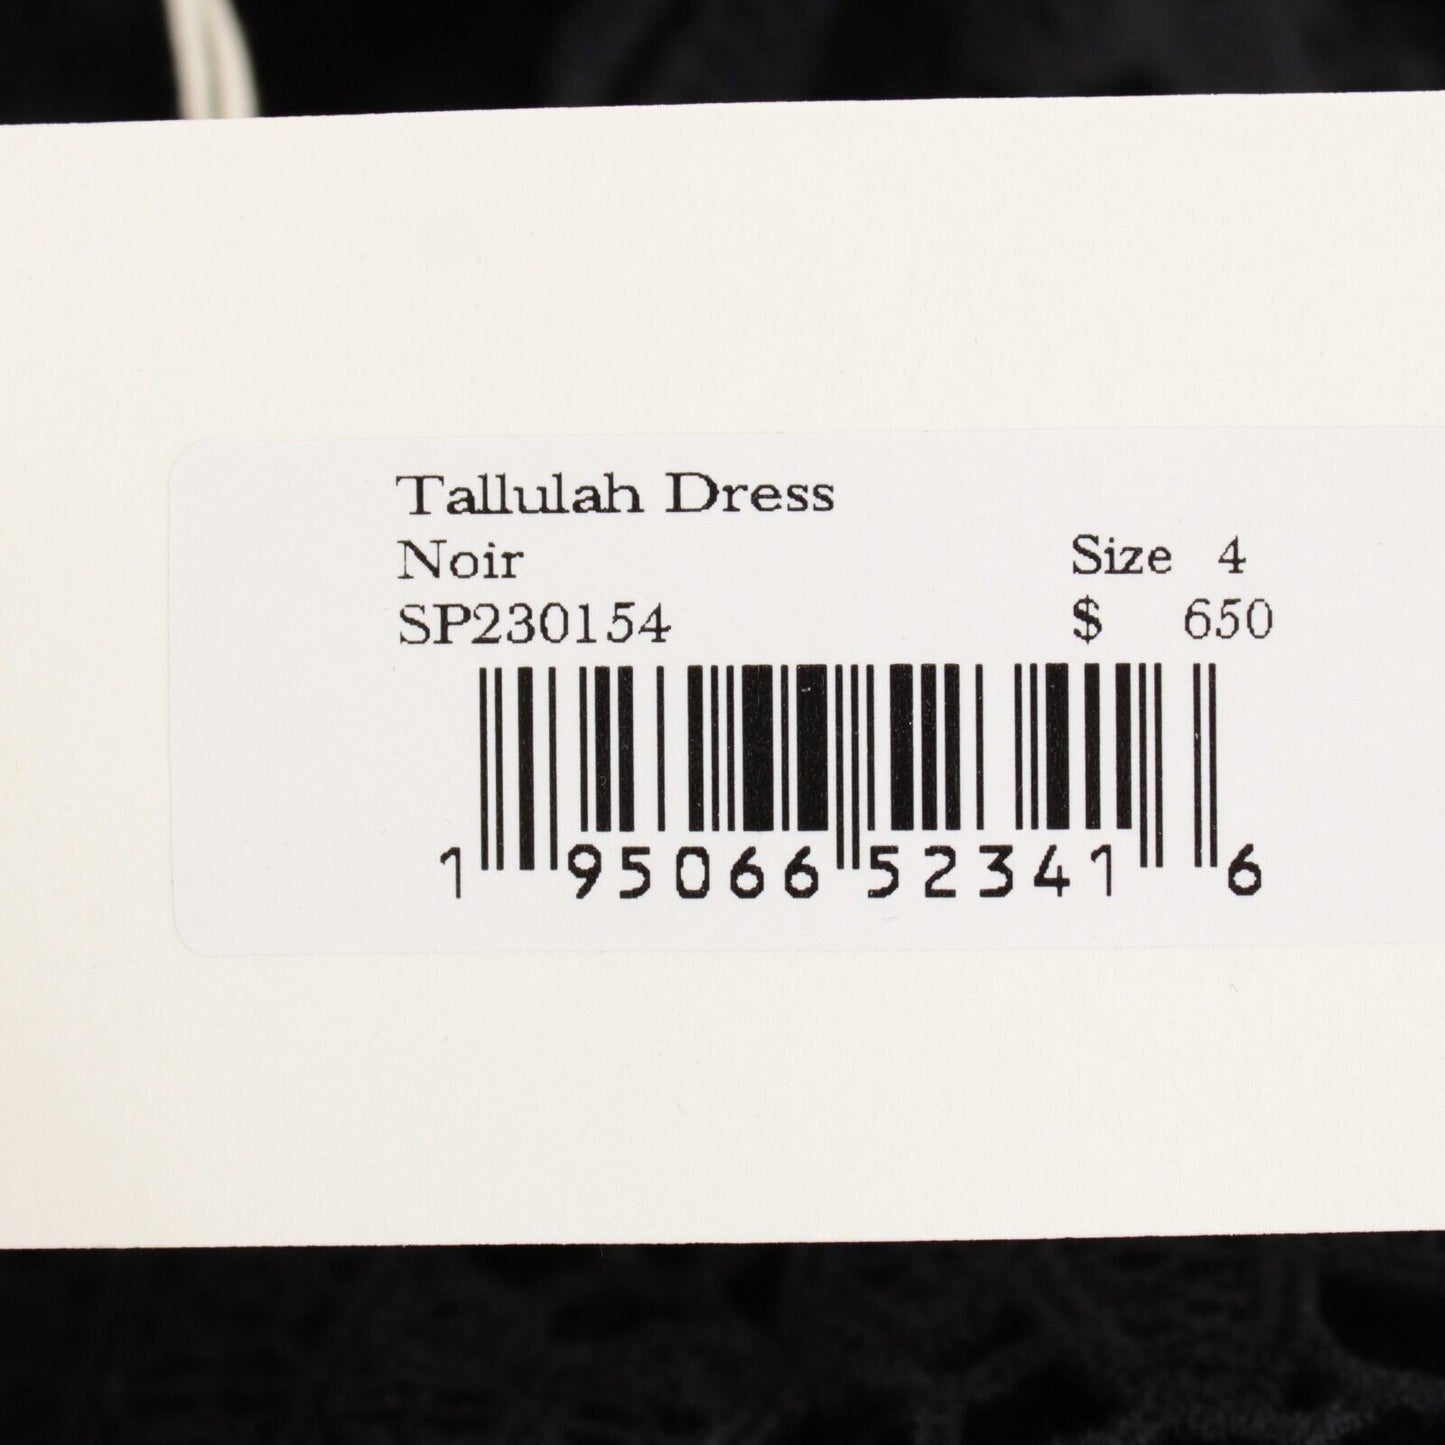 Tallulah Dress
Noir
Size 4
SP230154
$ 650
1 95066 52341 6